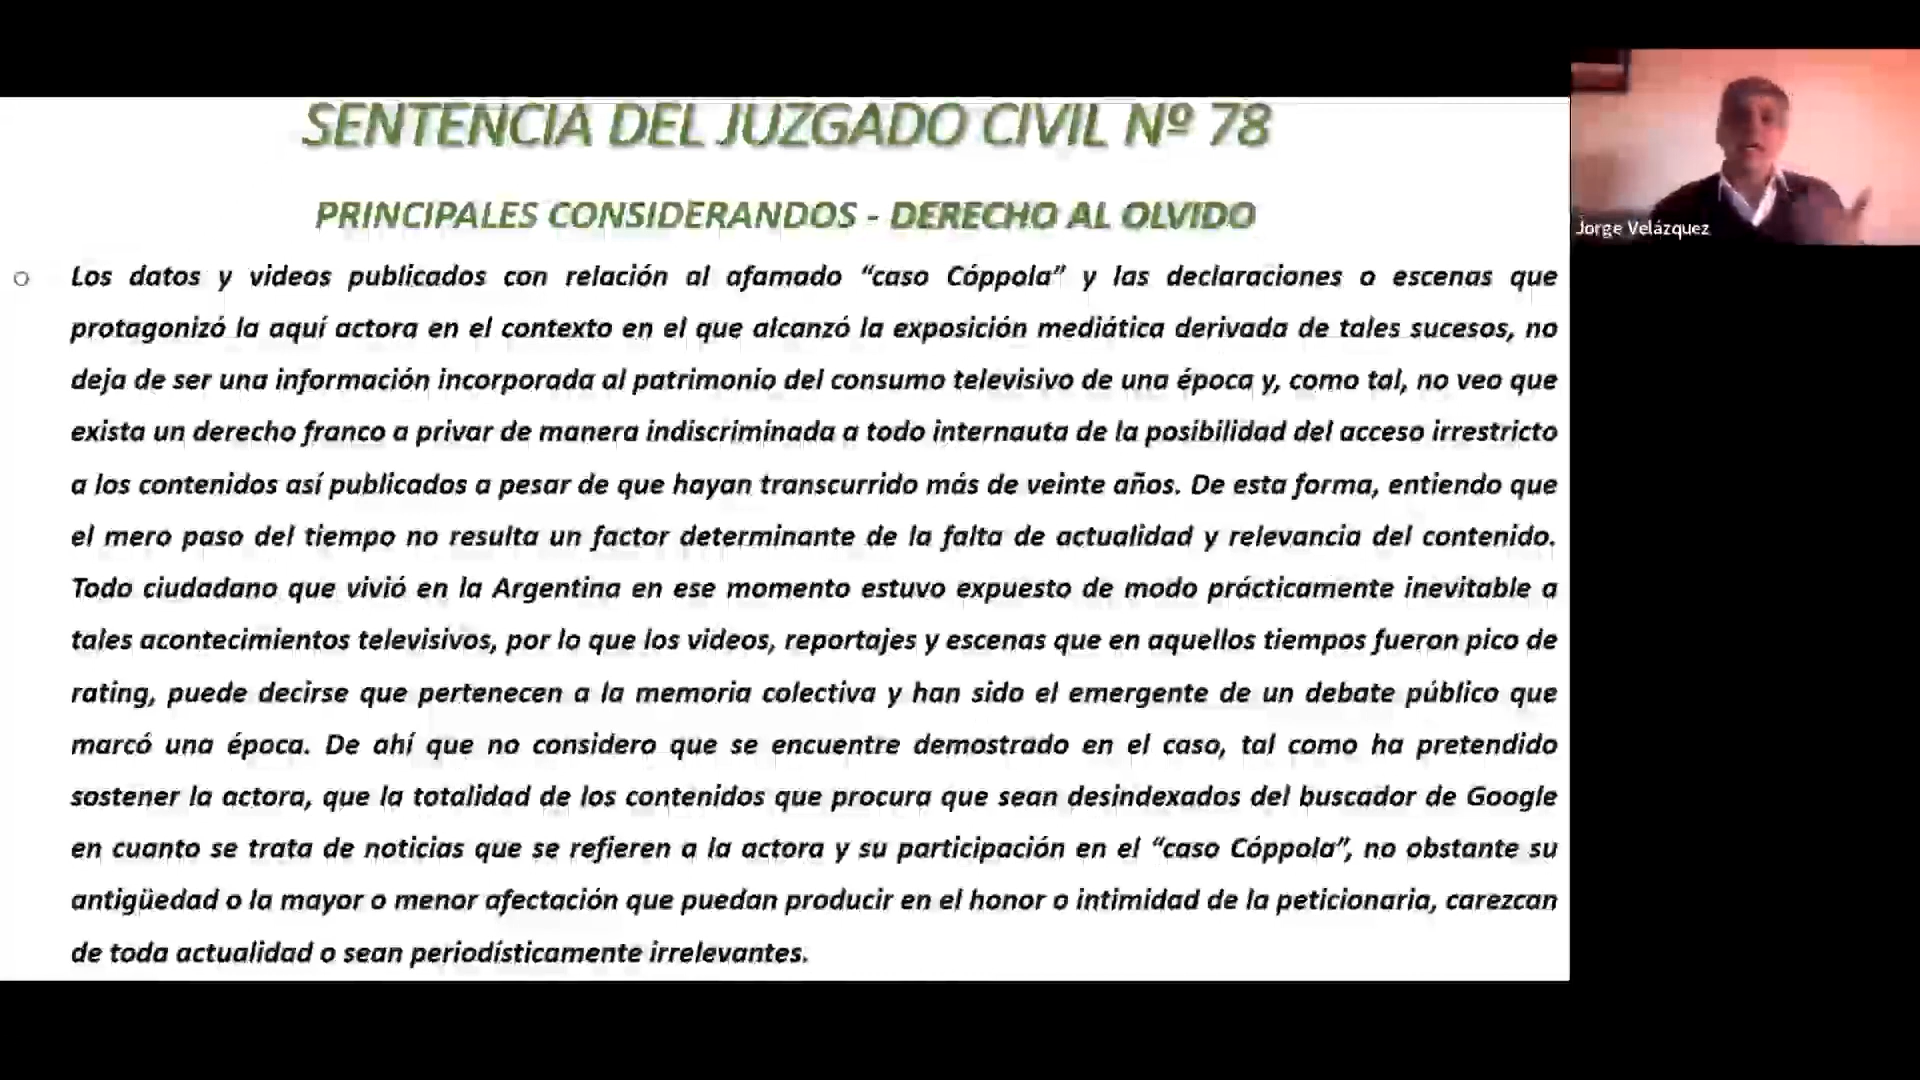 SENTENCIA DEL JUZGADO CIVIL Nº 78
PRINCIPALES CONSIDERANDOS - DERECHO AL OLVIDO
Los datos y videos publicados con relación al afamado “caso Cóppola” y las declaraciones o escenas que
protagonizó la aquí actora en el contexto en el que alcanzó la exposición mediática derivada de tales sucesos, no
deja de ser una información incorporada al patrimonio del consumo televisivo de una época y, como tal, no veo que
exista un derecho franco a privar de manera indiscriminada a todo internauta de la posibilidad del acceso irrestricto
a los contenidos así publicados a pesar de que hayan transcurrido más de veinte años. De esta forma, entiendo que
el mero paso del tiempo no resulta un factor determinante de la falta de actualidad y relevancia del contenido.
Todo ciudadano que vivió en la Argentina en ese momento estuvo expuesto de modo prácticamente inevitable a
tales acontecimientos televisivos, por lo que los videos, reportajes y escenas que en aquellos tiempos fueron pico de
rating, puede decirse que pertenecen a la memoria colectiva y han sido el emergente de un debate público que
marcó una época. De ahí que no considero que se encuentre demostrado en el caso, tal como ha pretendido
sostener la actora, que la totalidad de los contenidos que procura que sean desindexados del buscador de Google
en cuanto se trata de noticias que se refieren a la actora y su participación en el “caso Cóppola”, no obstante su
antigüedad o la mayor o menor afectación que puedan producir en el honor o intimidad de la peticionaria, carezcan
de toda actualidad o sean periodísticamente irrelevantes.
Jorge Velázquez